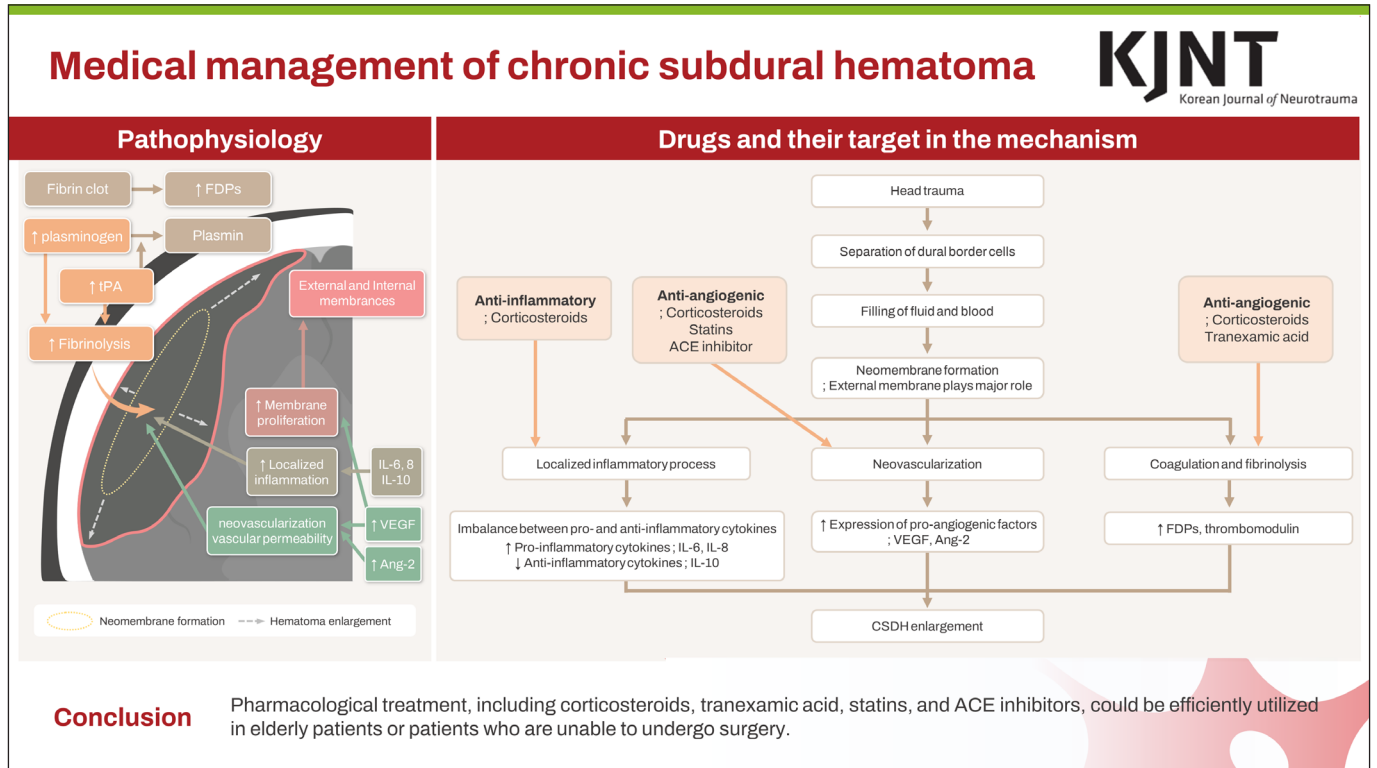 Medical management of chronic subdural hematoma
KJNT
Korean Journal of Neurotrauma
Pathophysiology
Fibrin clot
↑ FDPs
↑ plasminogen
Plasmin
↑ tPA
External and Internal
membrances
↑ Fibrinolysis
↑ Membrane
proliferation
↑ Localized
inflammation
IL-6, 8
IL-10
neovascularization
vascular permeability
↑ VEGF
↑ Ang-2
Neomembrane formation
Hematoma enlargement
Drugs and their target in the mechanism
Head trauma
Separation of dural border cells
Filling of fluid and blood
Neomembrane formation
; External membrane plays major role
Anti-inflammatory
; Corticosteroids
Anti-angiogenic
; Corticosteroids
Statins
ACE inhibitor
Anti-angiogenic
; Corticosteroids
Tranexamic acid
Localized inflammatory process
Neovascularization
Coagulation and fibrinolysis
Imbalance between pro- and anti-inflammatory cytokines
↑ Pro-inflammatory cytokines ; IL-6, IL-8
↓ Anti-inflammatory cytokines ; IL-10
↑ Expression of pro-angiogenic factors
; VEGF, Ang-2
↑ FDPs, thrombomodulin
CSDH enlargement
Conclusion
Pharmacological treatment, including corticosteroids, tranexamic acid, statins, and ACE inhibitors, could be efficiently utilized
in elderly patients or patients who are unable to undergo surgery.